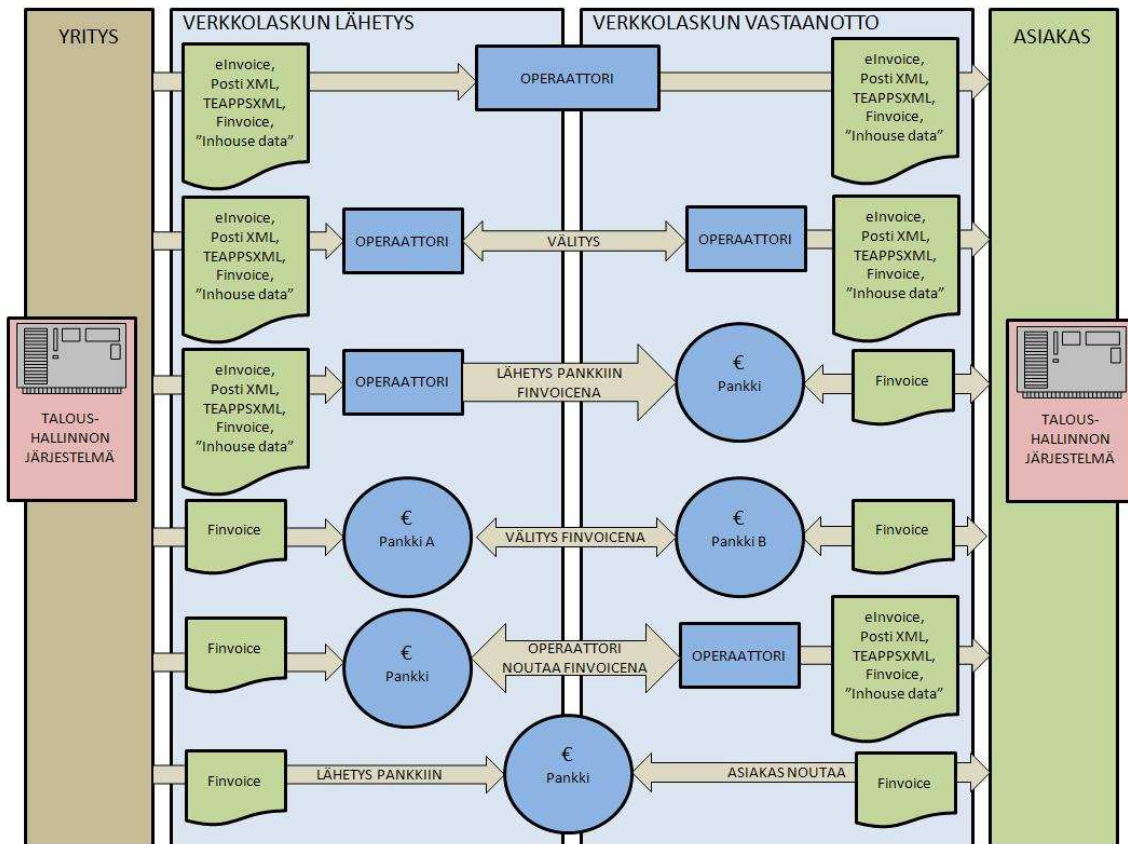 YRITYS
VERKKOLASKUN LÄHETYS
VERKKOLASKUN VASTAANOTTO
ASIAKAS
eInvoice,
Posti XML,
TEAPPSXML,
Finvoice,
”Inhouse data”
OPERAATTORI
eInvoice,
Posti XML,
TEAPPSXML,
Finvoice,
”Inhouse data”
eInvoice,
Posti XML,
TEAPPSXML,
Finvoice,
”Inhouse data”
OPERAATTORI
VÄLITYS
OPERAATTORI
eInvoice,
Posti XML,
TEAPPSXML,
Finvoice,
”Inhouse data”
TALOUS-
HALLINNON
JÄRJESTELMÄ
eInvoice,
Posti XML,
TEAPPSXML,
Finvoice,
”Inhouse data”
OPERAATTORI
LÄHETYS PANKKIIN
FINVOICENA
€
Pankki
Finvoice
TALOUS-
HALLINNON
JÄRJESTELMÄ
Finvoice
€
Pankki A
VÄLITYS FINVOICENA
€
Pankki B
Finvoice
Finvoice
€
Pankki
OPERAATTORI
NOUTAA FINVOICENA
OPERAATTORI
eInvoice,
Posti XML,
TEAPPSXML,
Finvoice,
”Inhouse data”
Finvoice
LÄHETYS PANKKIIN
€
Pankki
ASIAKAS NOUTAA
Finvoice